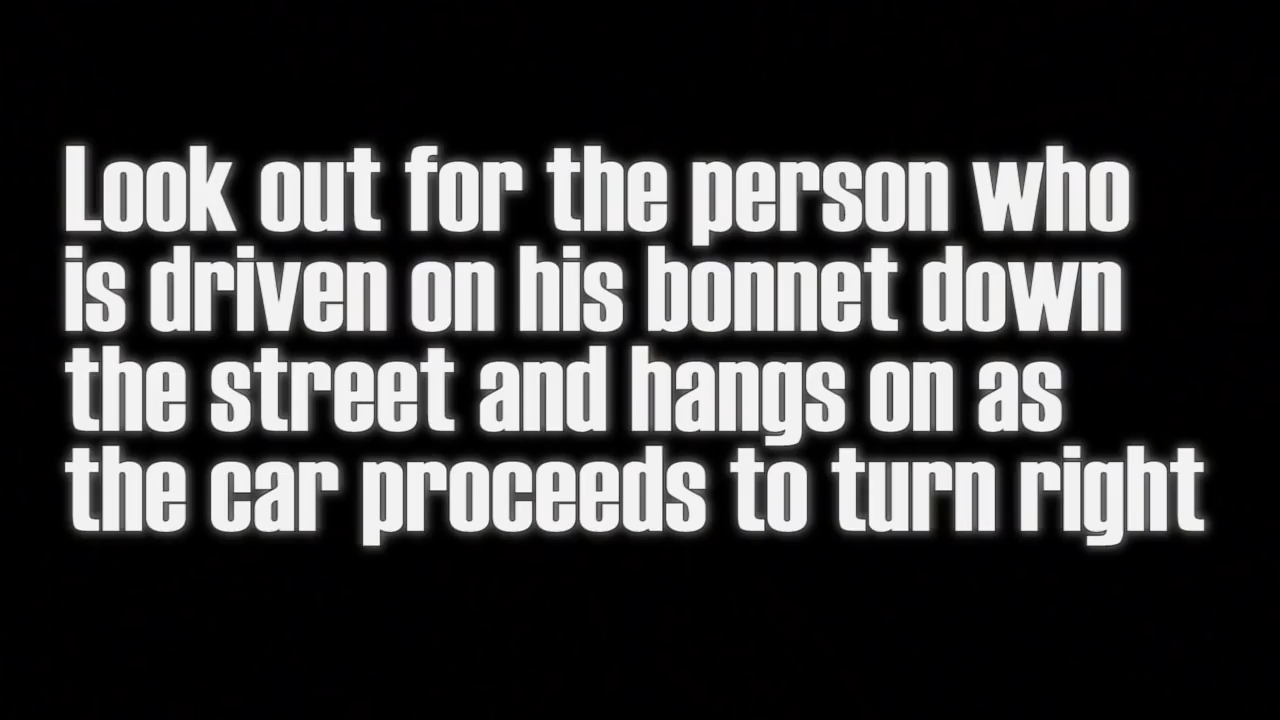 Look out for the person who
is driven on his bonnet down
the street and hangs on as
the car proceeds to turn right